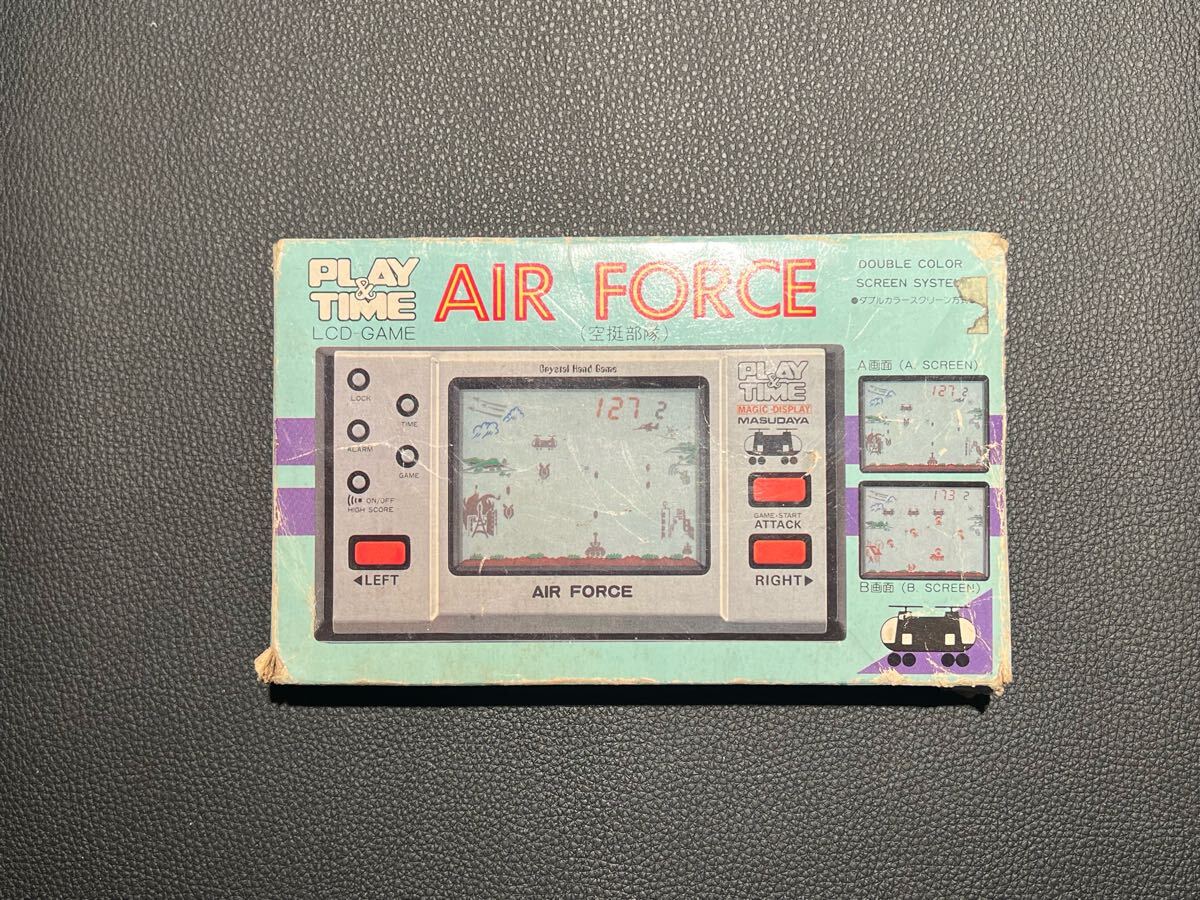 PLAY
&
TIME
LCD-GAME
AIR FORCE
(空挺部隊)
DOUBLE COLOR
SCREEN SYSTEM
●ダブルカラースクリーン方式
A画面 (A. SCREEN)
127 2
173 2
B画面 (B. SCREEN)
Crystal Hand Game
LOCK
TIME
ALARM
GAME
ON/OFF
HIGH SCORE
◀LEFT
127 2
AIR FORCE
PLAY
&
TIME
MAGIC-DISPLAY
MASUDAYA
GAME-START
ATTACK
RIGHT▶